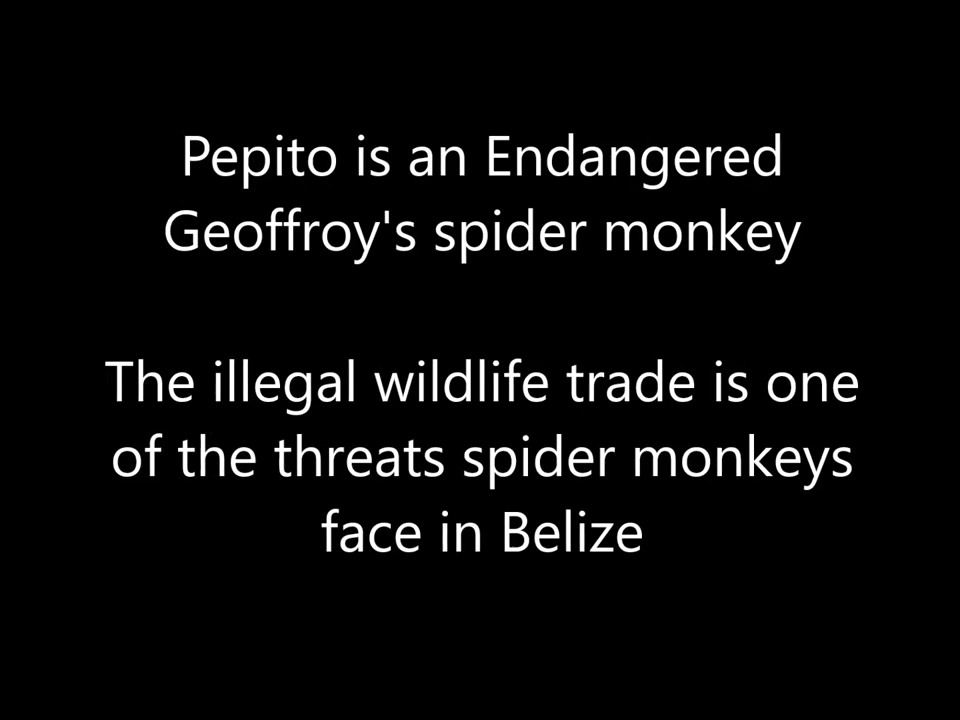 Pepito is an Endangered
Geoffroy's spider monkey
The illegal wildlife trade is one
of the threats spider monkeys
face in Belize